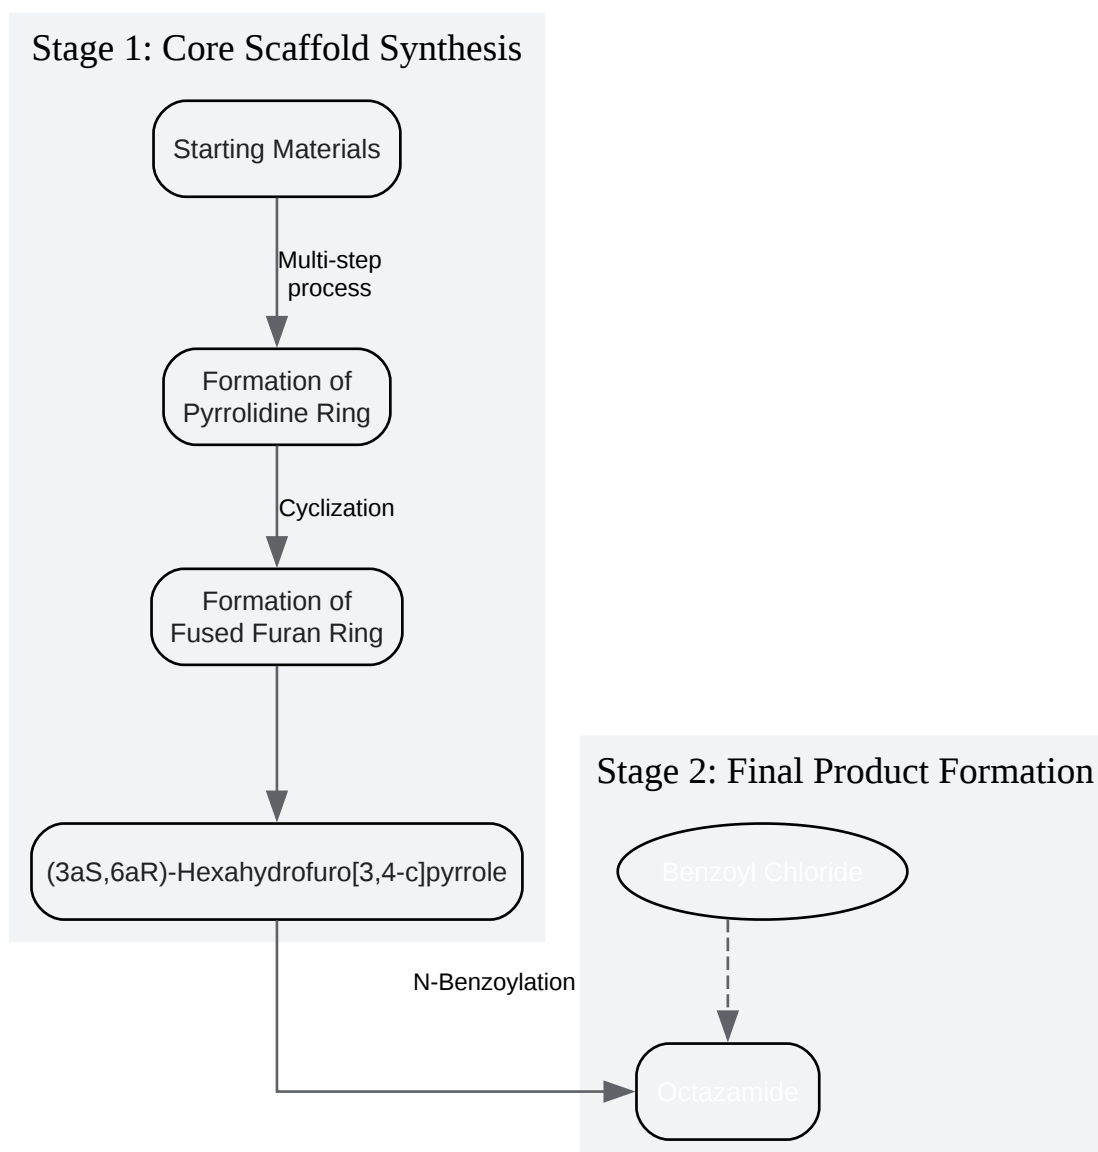 Stage 1: Core Scaffold Synthesis
Starting Materials
Multi-step
process
Formation of
Pyrrolidine Ring
Cyclization
Formation of
Fused Furan Ring
(3aS,6aR)-Hexahydrofuro[3,4-c]pyrrole
N-Benzoylation
Stage 2: Final Product Formation
Benzoyl Chloride
Octazamide